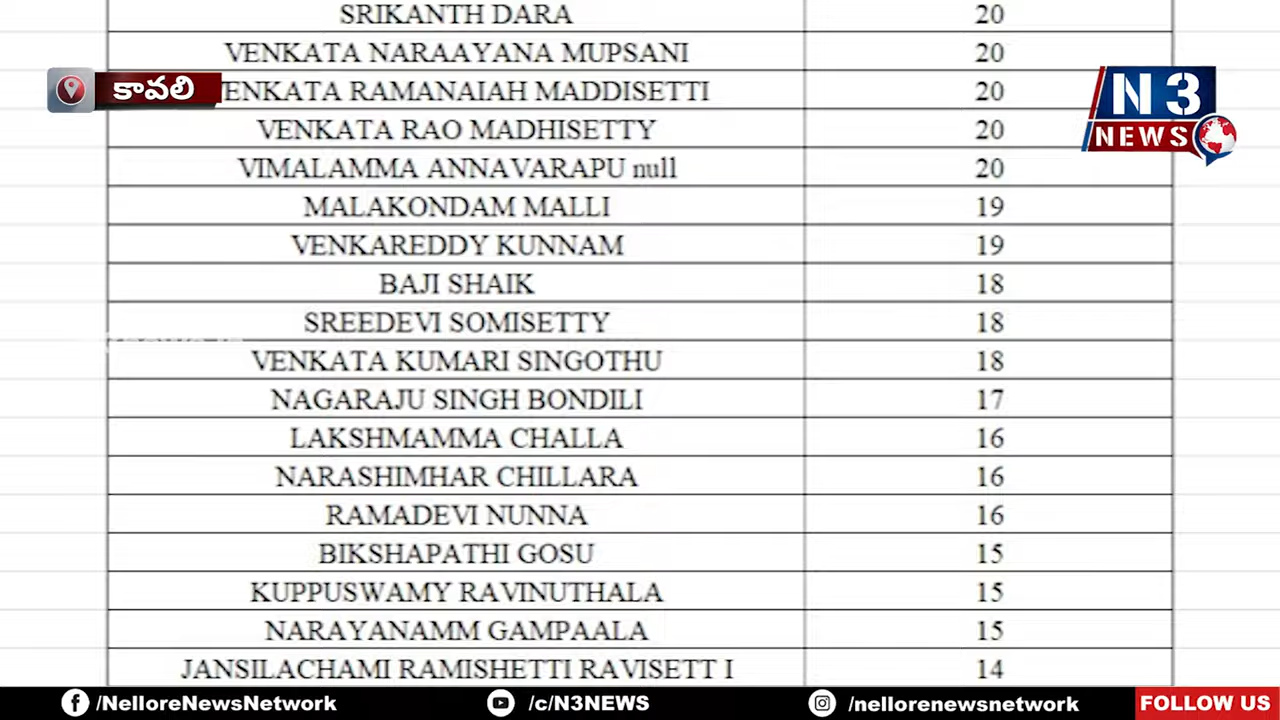 SRIKANTH DARA 20
VENKATA NARAAYANA MUPSANI 20
కావలి
VENKATA RAMANAIAH MADDISETTI 20
N3 NEWS
VENKATA RAO MADHISETTY 20
VIMALAMMA ANNAVARAPU null 20
MALAKONDAM MALLI 19
VENKAREDDY KUNNAM 19
BAJI SHAIK 18
SREEDEVI SOMISETTY 18
VENKATA KUMARI SINGOTHU 18
NAGARAJU SINGH BONDILI 17
LAKSHMAMMA CHALLA 16
NARASHIMHAR CHILLARA 16
RAMADEVI NUNNA 16
BIKSHAPATHI GOSU 15
KUPPUSWAMY RAVINUTHALA 15
NARAYANAMM GAMPAALA 15
JANSILACHAMI RAMISHETTI RAVISETT I 14
/NelloreNewsNetwork /c/N3NEWS /nellorenewsnetwork FOLLOW US